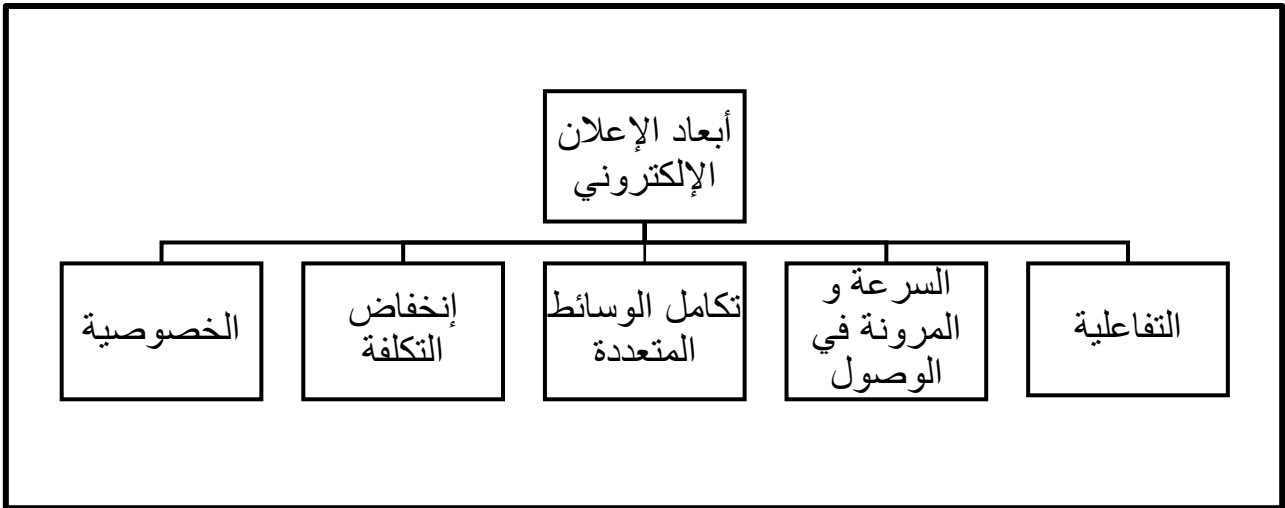 أبعاد الإعلان
الإلكتروني
التفاعلية
السرعة و
المرونة في
الوصول
تكامل الوسائط
المتعددة
إنخفاض
التكلفة
الخصوصية